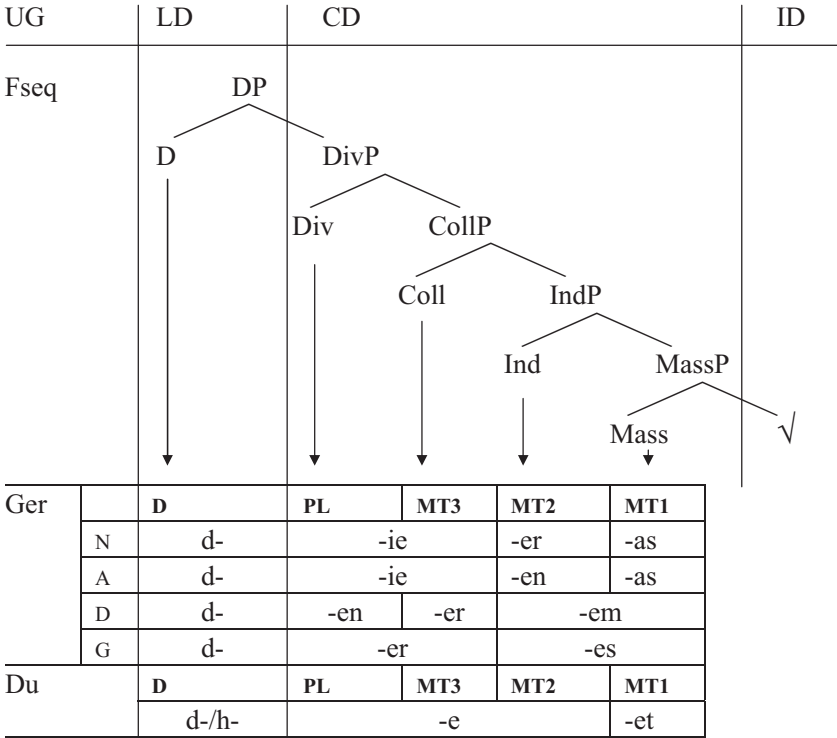 UG LD CD ID
Fseq DP
D DivP
Div CollP
Coll IndP
Ind MassP
Mass √
Ger D PL MT3 MT2 MT1
N d- -ie -er -as
A d- -ie -en -as
D d- -en -er -em
G d- -er -es
Du D PL MT3 MT2 MT1
d-/h- -e -et